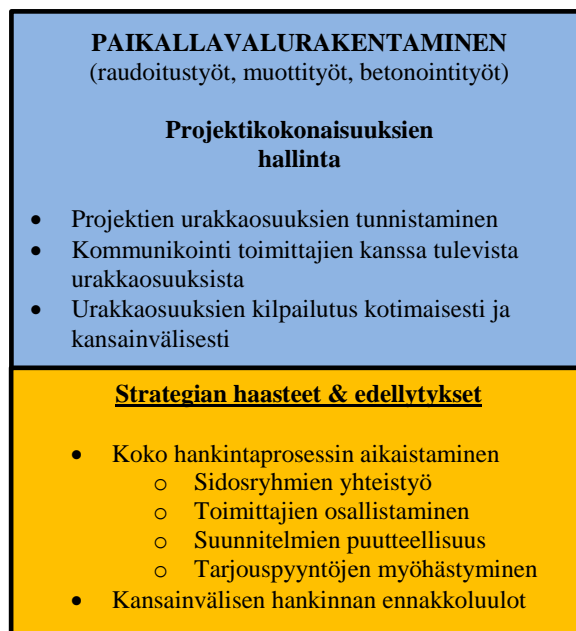 PAIKALLAVALURAKENTAMINEN
(raudoitustyöt, muottityöt, betonointityöt)
Projektikokonaisuuksien
hallinta
• Projektien urakkaosuuksien tunnistaminen
• Kommunikointi toimittajien kanssa tulevista
urakkaosuuksista
• Urakkaosuuksien kilpailutus kotimaisesti ja
kansainvälisesti
Strategian haasteet & edellytykset
• Koko hankintaprosessin aikaistaminen
o Sidosryhmien yhteistyö
o Toimittajien osallistaminen
o Suunnitelmien puutteellisuus
o Tarjouspyyntöjen myöhästyminen
• Kansainvälisen hankinnan ennakkoluulot